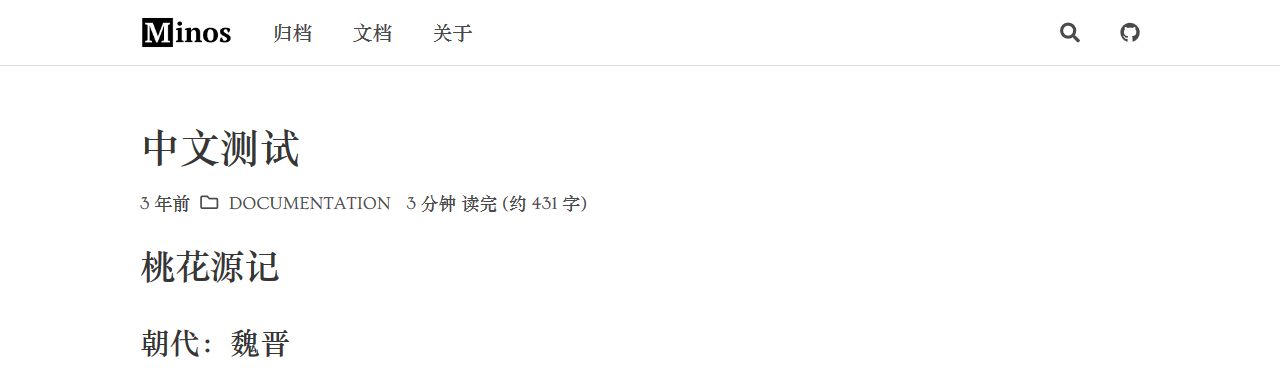 Minos 归档 文档 关于
中文测试
3 年前 DOCUMENTATION 3 分钟 读完 (约 431 字)
桃花源记
朝代：魏晋